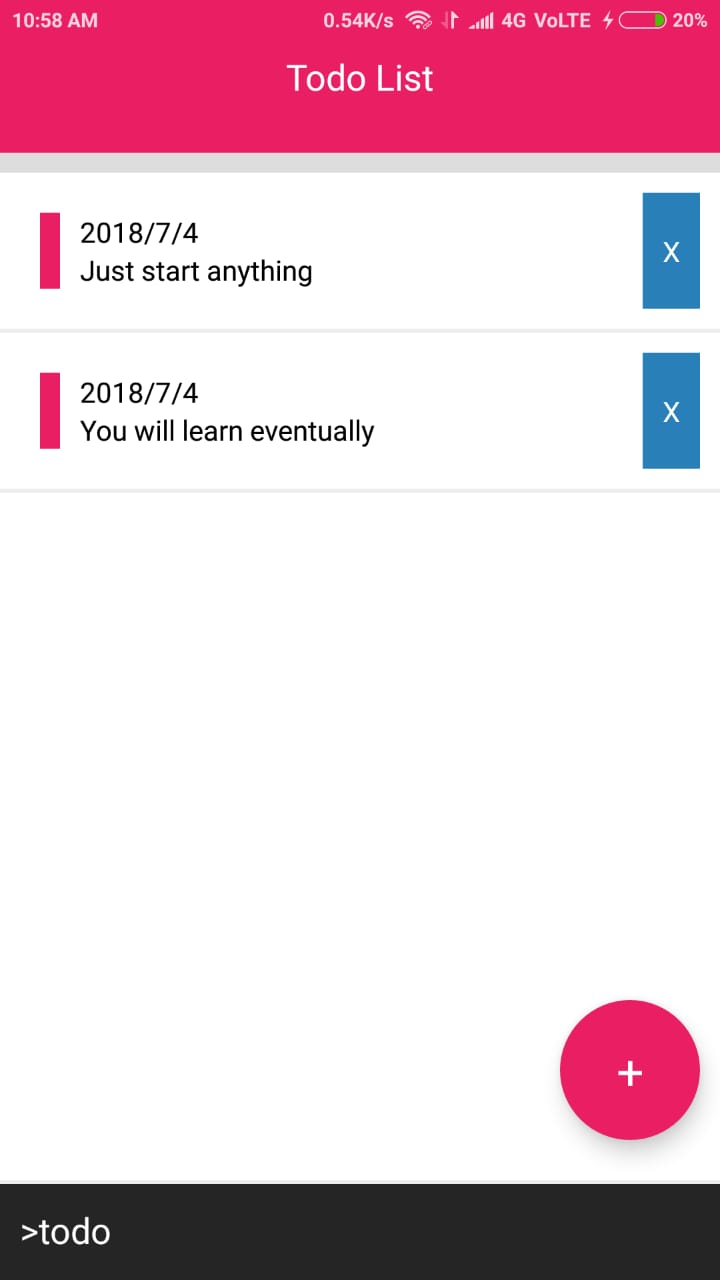 10:58 AM 0.54K/s 4G VoLTE 20%
Todo List
2018/7/4
Just start anything
X
2018/7/4
You will learn eventually
X
+
>todo